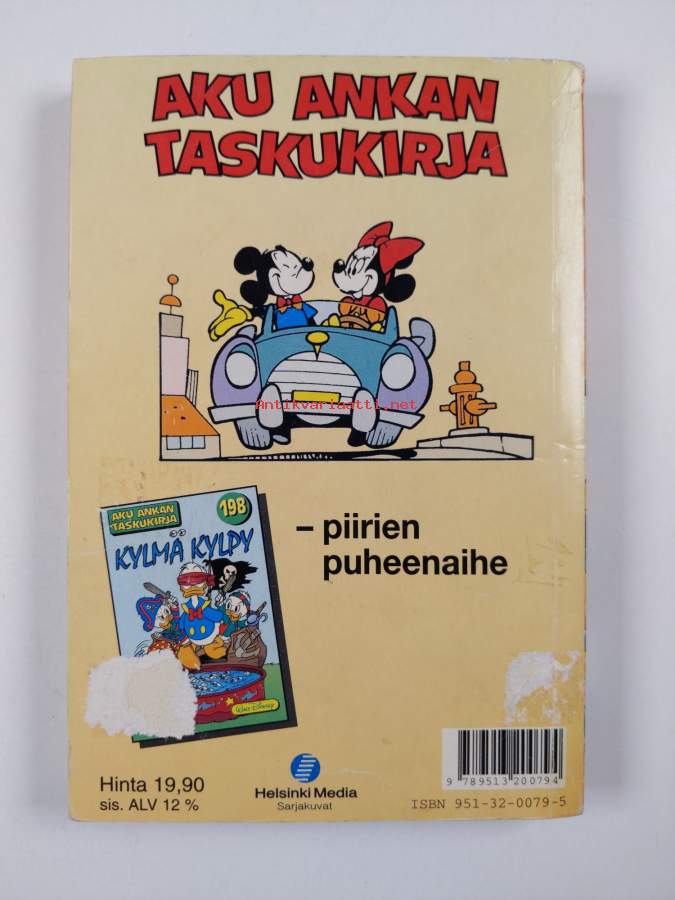 AKU ANKAN
TASKUKIRJA
Antikvariaatti.net
AKU ANKAN
TASKUKIRJA
198
KYLMÄ KYLPY
WALT DISNEY
– piirien
puheenaihe
Hinta 19,90
sis. ALV 12 %
Helsinki Media
Sarjakuvat
9 789513 200794
ISBN 951-32-0079-5